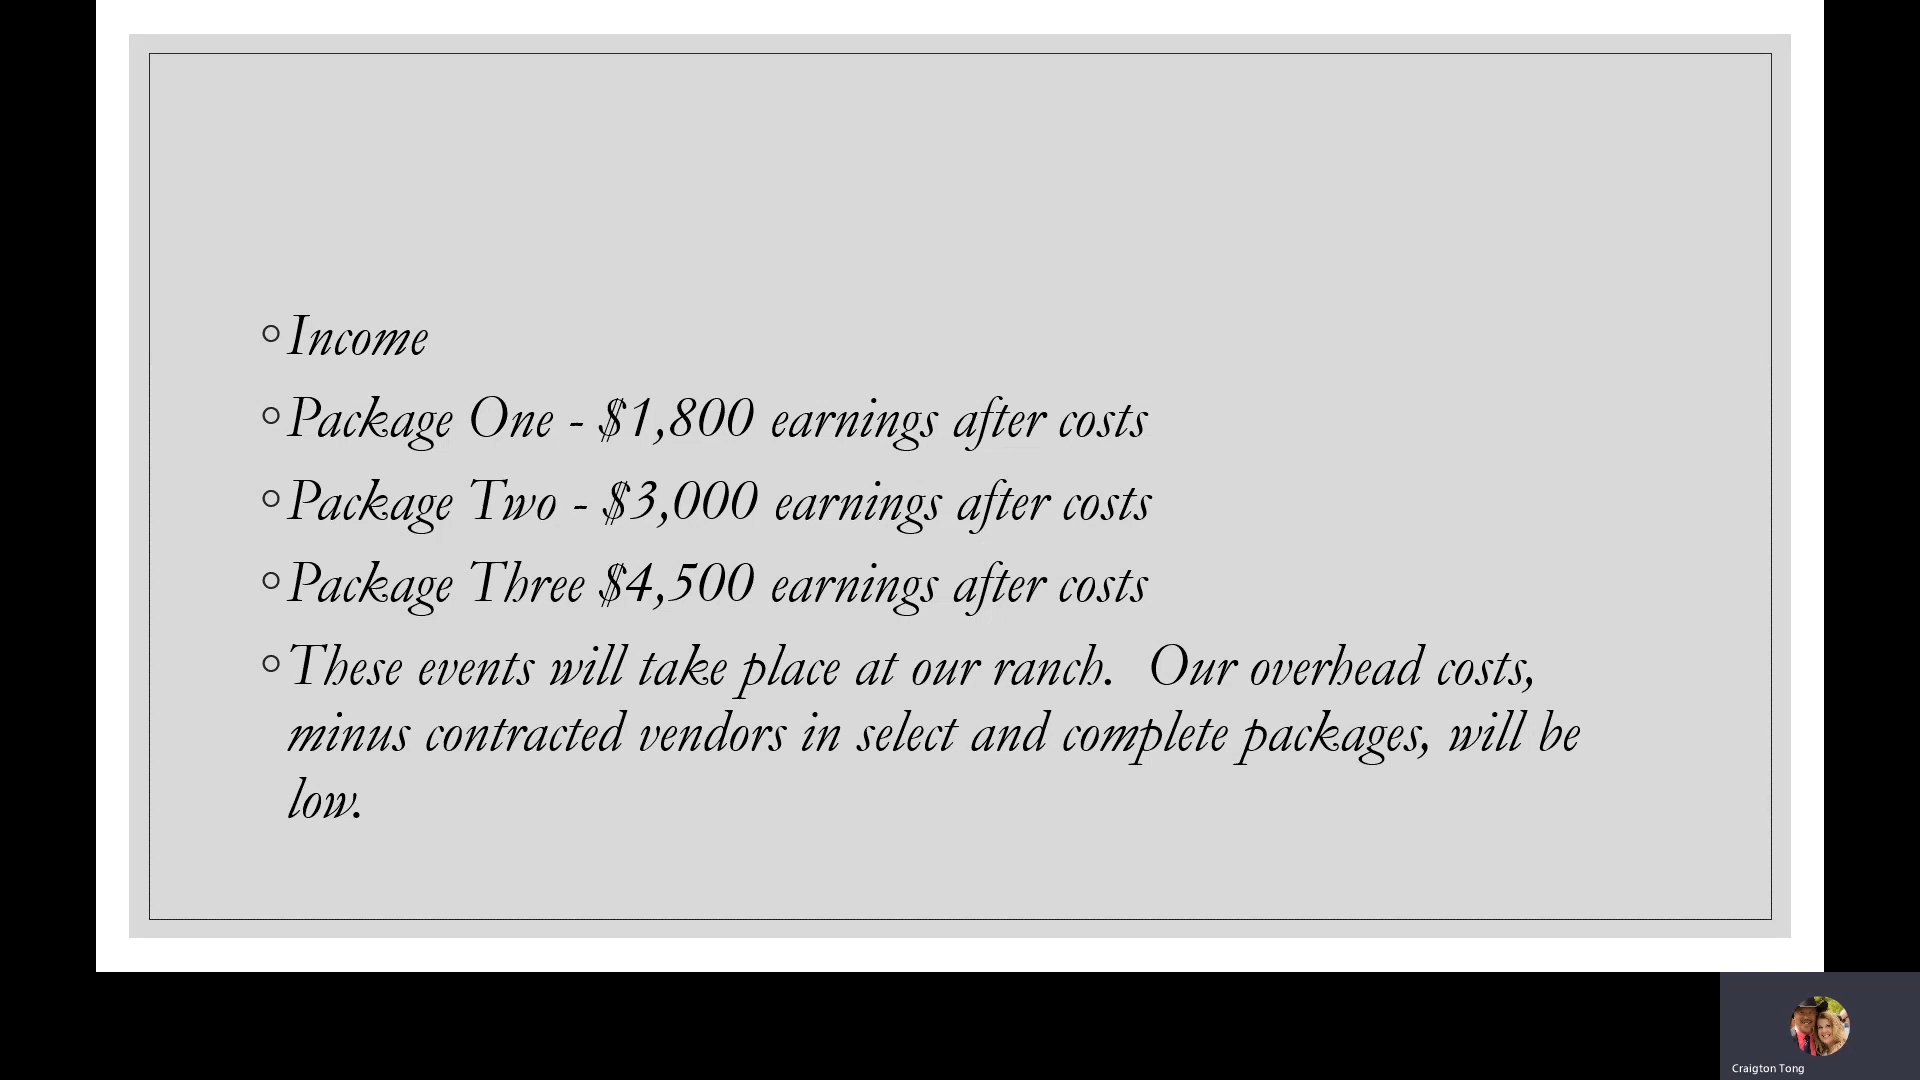 Income
Package One - $1,800 earnings after costs
Package Two - $3,000 earnings after costs
Package Three $4,500 earnings after costs
These events will take place at our ranch.  Our overhead costs,
minus contracted vendors in select and complete packages, will be
low.
Craigton Tong